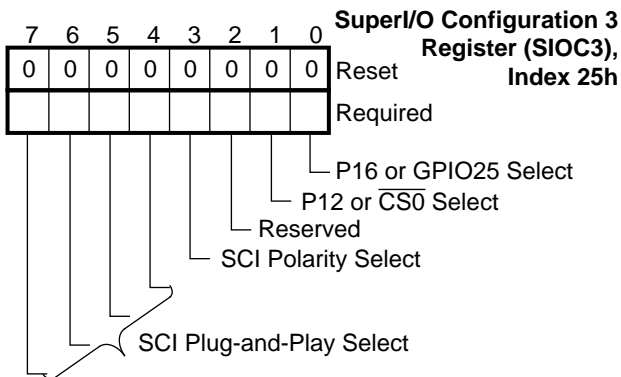 SuperI/O Configuration 3
Register (SIOC3),
Index 25h
7 6 5 4 3 2 1 0
0 0 0 0 0 0 0 0 Reset
Required
P16 or GPIO25 Select
P12 or C̅S̅0̅ Select
Reserved
SCI Polarity Select
SCI Plug-and-Play Select